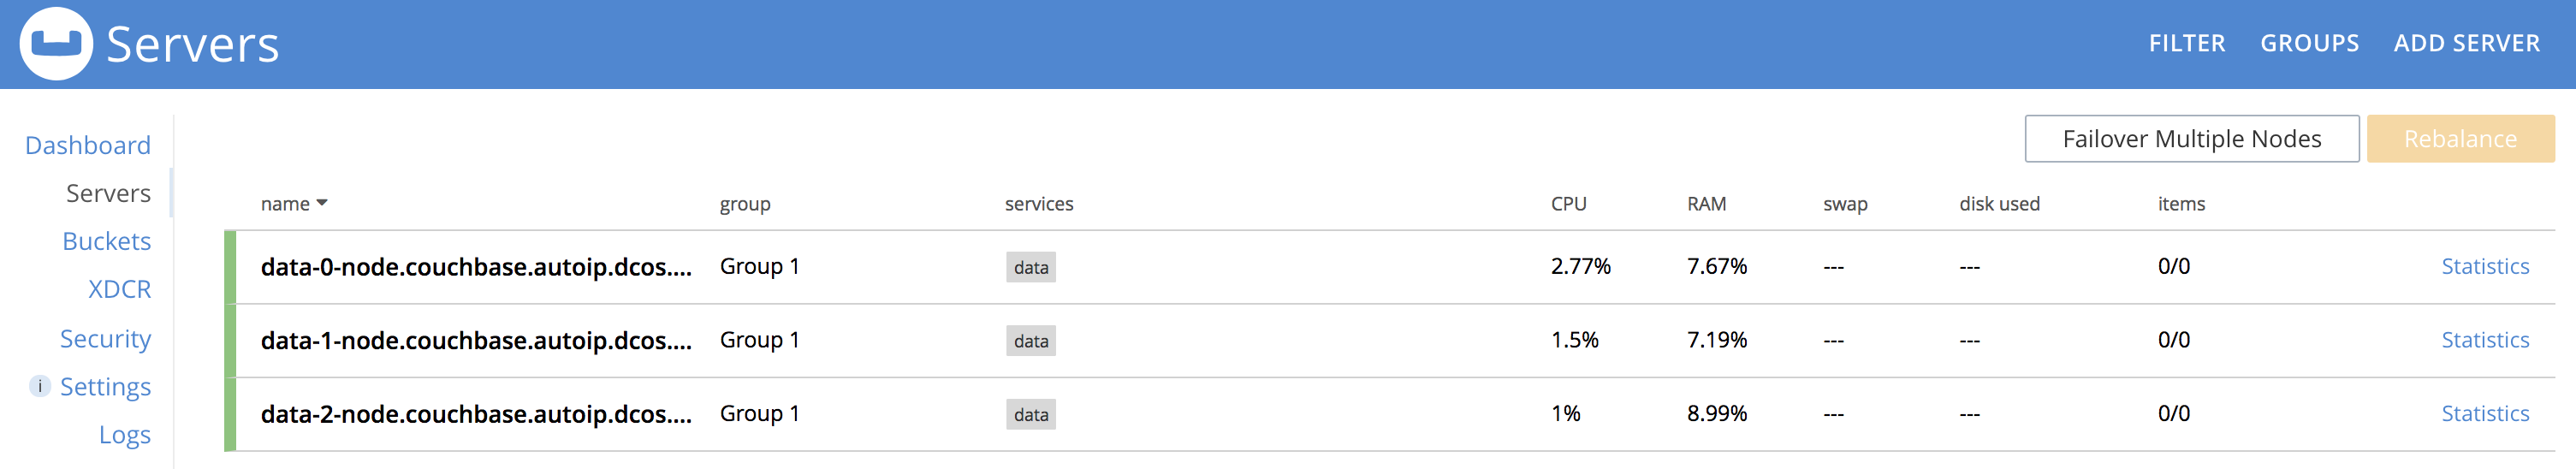 Servers FILTER GROUPS ADD SERVER
Failover Multiple Nodes Rebalance
Dashboard
Servers
Buckets
XDCR
Security
i Settings
Logs
name group services CPU RAM swap disk used items
data-0-node.couchbase.autoip.dcos.... Group 1 data 2.77% 7.67% --- --- 0/0 Statistics
data-1-node.couchbase.autoip.dcos.... Group 1 data 1.5% 7.19% --- --- 0/0 Statistics
data-2-node.couchbase.autoip.dcos.... Group 1 data 1% 8.99% --- --- 0/0 Statistics